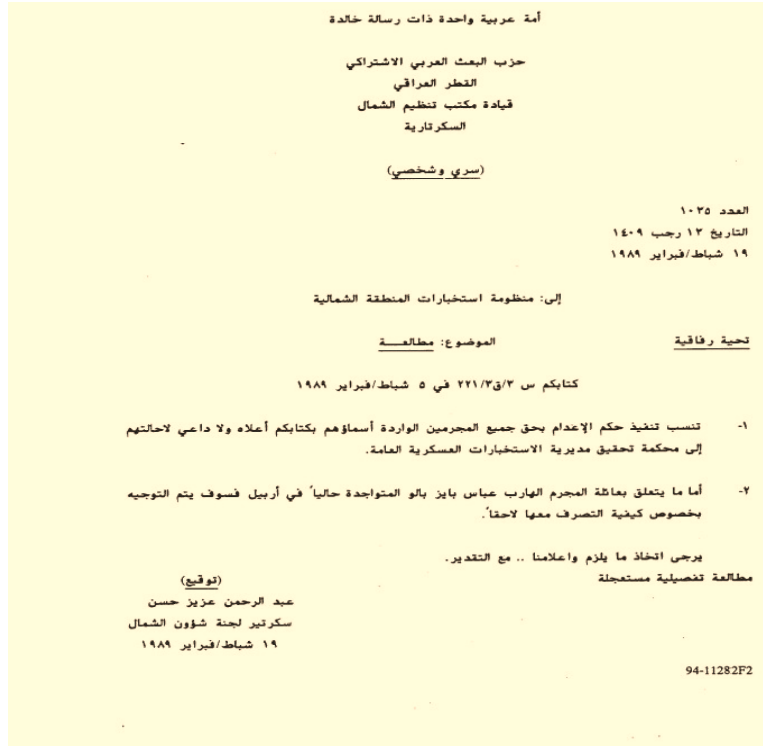 أمة عربية واحدة ذات رسالة خالدة
حزب البعث العربي الاشتراكي
القطر العراقي
قيادة مكتب تنظيم الشمال
السكرتارية
(سري وشخصي)
العدد ١٠٣٥
التاريخ ١٣ رجب ١٤٠٩
١٩ شباط/فبراير ١٩٨٩
إلى: منظومة استخبارات المنطقة الشمالية
تحية رفاقية الموضوع: مطالعـــة
كتابكم س ٣/ق٢٢١/٣ في ٥ شباط/فبراير ١٩٨٩
١- تنسب تنفيذ حكم الإعدام بحق جميع المجرمين الواردة أسماؤهم بكتابكم أعلاه ولا داعي لاحالتهم
إلى محكمة تحقيق مديرية الاستخبارات العسكرية العامة.
٢- أما ما يتعلق بعائلة المجرم الهارب عباس بايز بالو المتواجدة حالياً في أربيل فسوف يتم التوجيه
بخصوص كيفية التصرف معها لاحقاً.
يرجى اتخاذ ما يلزم واعلامنا .. مع التقدير.
مطالعة تفصيلية مستعجلة
(توقيع)
عبد الرحمن عزيز حسن
سكرتير لجنة شؤون الشمال
١٩ شباط/فبراير ١٩٨٩
94-11282F2